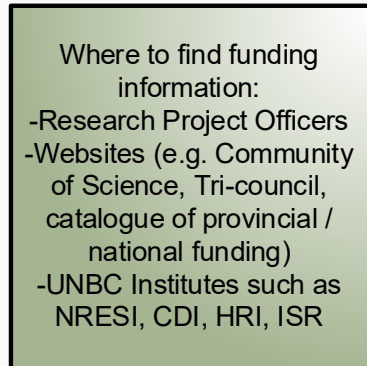 Where to find funding
information:
-Research Project Officers
-Websites (e.g. Community
of Science, Tri-council,
catalogue of provincial /
national funding)
-UNBC Institutes such as
NRESI, CDI, HRI, ISR